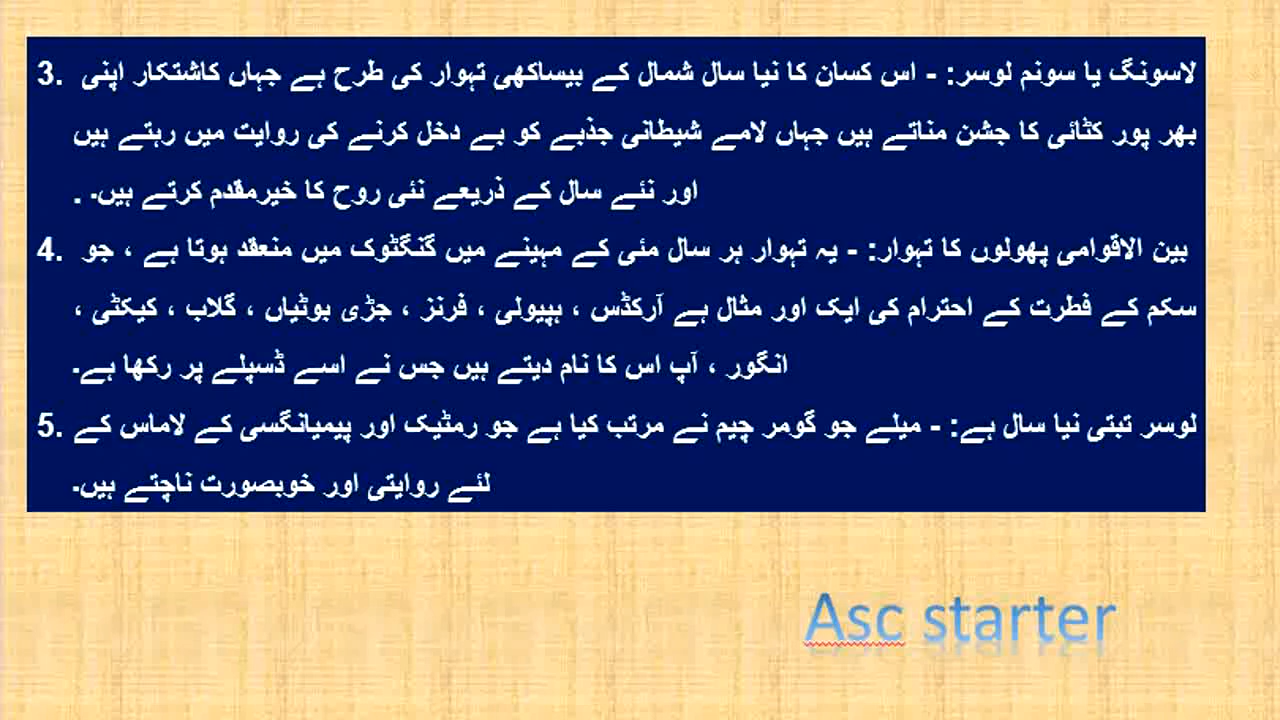 3. لاسونگ یا سونم لوسر: - اس کسان کا نیا سال شمال کے بیساکھی تہوار کی طرح ہے جہاں کاشتکار اپنی
بھر پور کٹائی کا جشن مناتے ہیں جہاں لامے شیطانی جذبے کو بے دخل کرنے کی روایت میں رہتے ہیں
اور نئے سال کے ذریعے نئی روح کا خیرمقدم کرتے ہیں۔ .
4. بین الاقوامی پھولوں کا تہوار: - یہ تہوار ہر سال مئی کے مہینے میں گنگٹوک میں منعقد ہوتا ہے ، جو
سکم کے فطرت کے احترام کی ایک اور مثال ہے آرکڈس ، ہپپولی ، فرنز ، جڑی بوٹیاں ، گلاب ، کیکٹی ،
انگور ، آپ اس کا نام دیتے ہیں جس نے اسے ڈسپلے پر رکھا ہے۔
5. لوسر تبتی نیا سال ہے: - میلے جو گومر چیم نے مرتب کیا ہے جو رمٹیک اور پیمیانگسی کے لاماس کے
لئے روایتی اور خوبصورت ناچتے ہیں۔
Asc starter